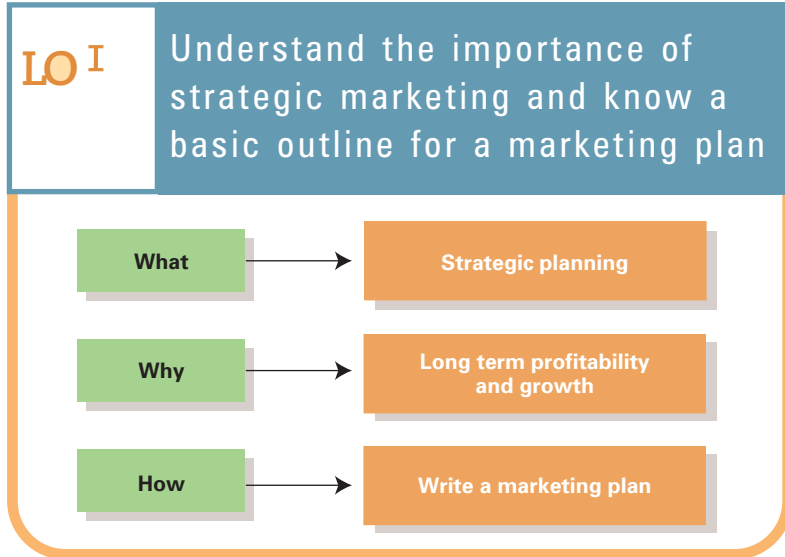 LO I
Understand the importance of
strategic marketing and know a
basic outline for a marketing plan
What
Strategic planning
Why
Long term profitability
and growth
How
Write a marketing plan